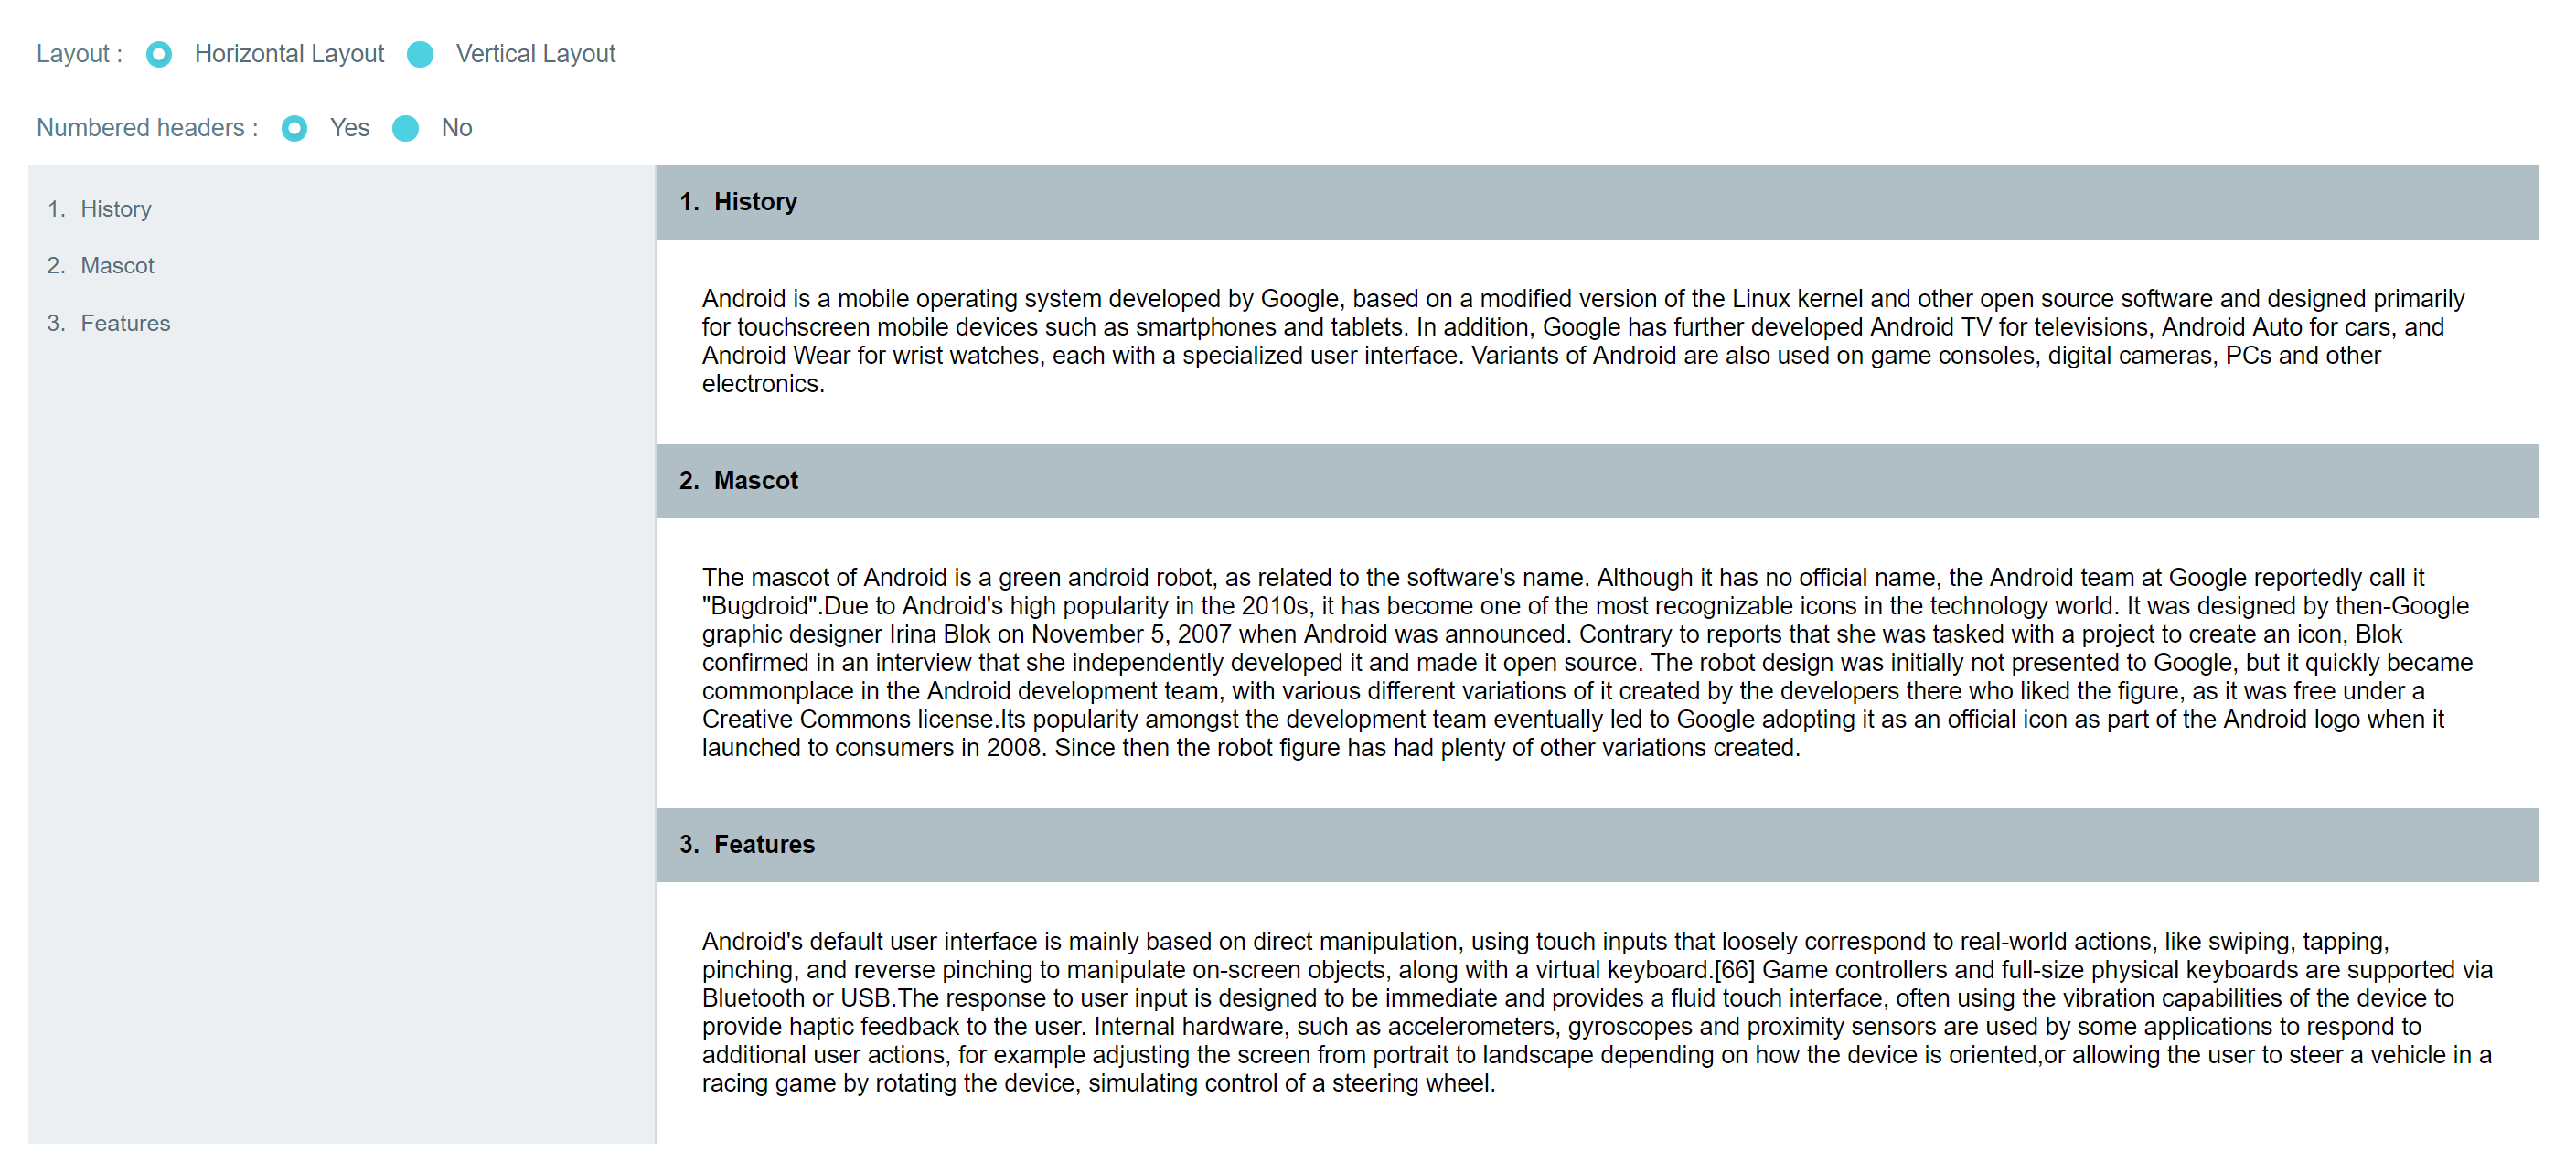 Layout : Horizontal Layout Vertical Layout
Numbered headers : Yes No
1. History
2. Mascot
3. Features
1. History
Android is a mobile operating system developed by Google, based on a modified version of the Linux kernel and other open source software and designed primarily
for touchscreen mobile devices such as smartphones and tablets. In addition, Google has further developed Android TV for televisions, Android Auto for cars, and
Android Wear for wrist watches, each with a specialized user interface. Variants of Android are also used on game consoles, digital cameras, PCs and other
electronics.
2. Mascot
The mascot of Android is a green android robot, as related to the software's name. Although it has no official name, the Android team at Google reportedly call it
"Bugdroid".Due to Android's high popularity in the 2010s, it has become one of the most recognizable icons in the technology world. It was designed by then-Google
graphic designer Irina Blok on November 5, 2007 when Android was announced. Contrary to reports that she was tasked with a project to create an icon, Blok
confirmed in an interview that she independently developed it and made it open source. The robot design was initially not presented to Google, but it quickly became
commonplace in the Android development team, with various different variations of it created by the developers there who liked the figure, as it was free under a
Creative Commons license.Its popularity amongst the development team eventually led to Google adopting it as an official icon as part of the Android logo when it
launched to consumers in 2008. Since then the robot figure has had plenty of other variations created.
3. Features
Android's default user interface is mainly based on direct manipulation, using touch inputs that loosely correspond to real-world actions, like swiping, tapping,
pinching, and reverse pinching to manipulate on-screen objects, along with a virtual keyboard.[66] Game controllers and full-size physical keyboards are supported via
Bluetooth or USB.The response to user input is designed to be immediate and provides a fluid touch interface, often using the vibration capabilities of the device to
provide haptic feedback to the user. Internal hardware, such as accelerometers, gyroscopes and proximity sensors are used by some applications to respond to
additional user actions, for example adjusting the screen from portrait to landscape depending on how the device is oriented,or allowing the user to steer a vehicle in a
racing game by rotating the device, simulating control of a steering wheel.